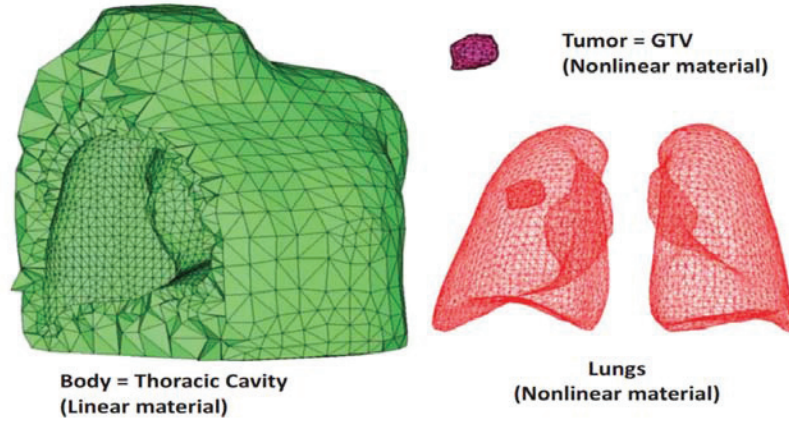 Tumor = GTV
(Nonlinear material)
Body = Thoracic Cavity
(Linear material)
Lungs
(Nonlinear material)